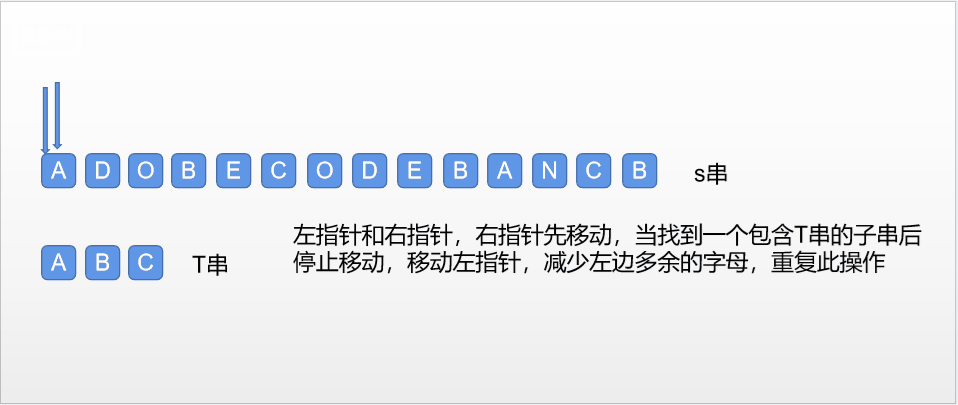 A D O B E C O D E B A N C B s串
左指针和右指针，右指针先移动，当找到一个包含T串的子串后
A B C T串
停止移动，移动左指针，减少左边多余的字母，重复此操作